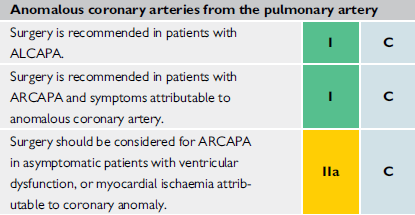 Anomalous coronary arteries from the pulmonary artery
Surgery is recommended in patients with
ALCAPA.
I
C
Surgery is recommended in patients with
ARCAPA and symptoms attributable to
anomalous coronary artery.
I
C
Surgery should be considered for ARCAPA
in asymptomatic patients with ventricular
dysfunction, or myocardial ischaemia attrib-
utable to coronary anomaly.
IIa
C